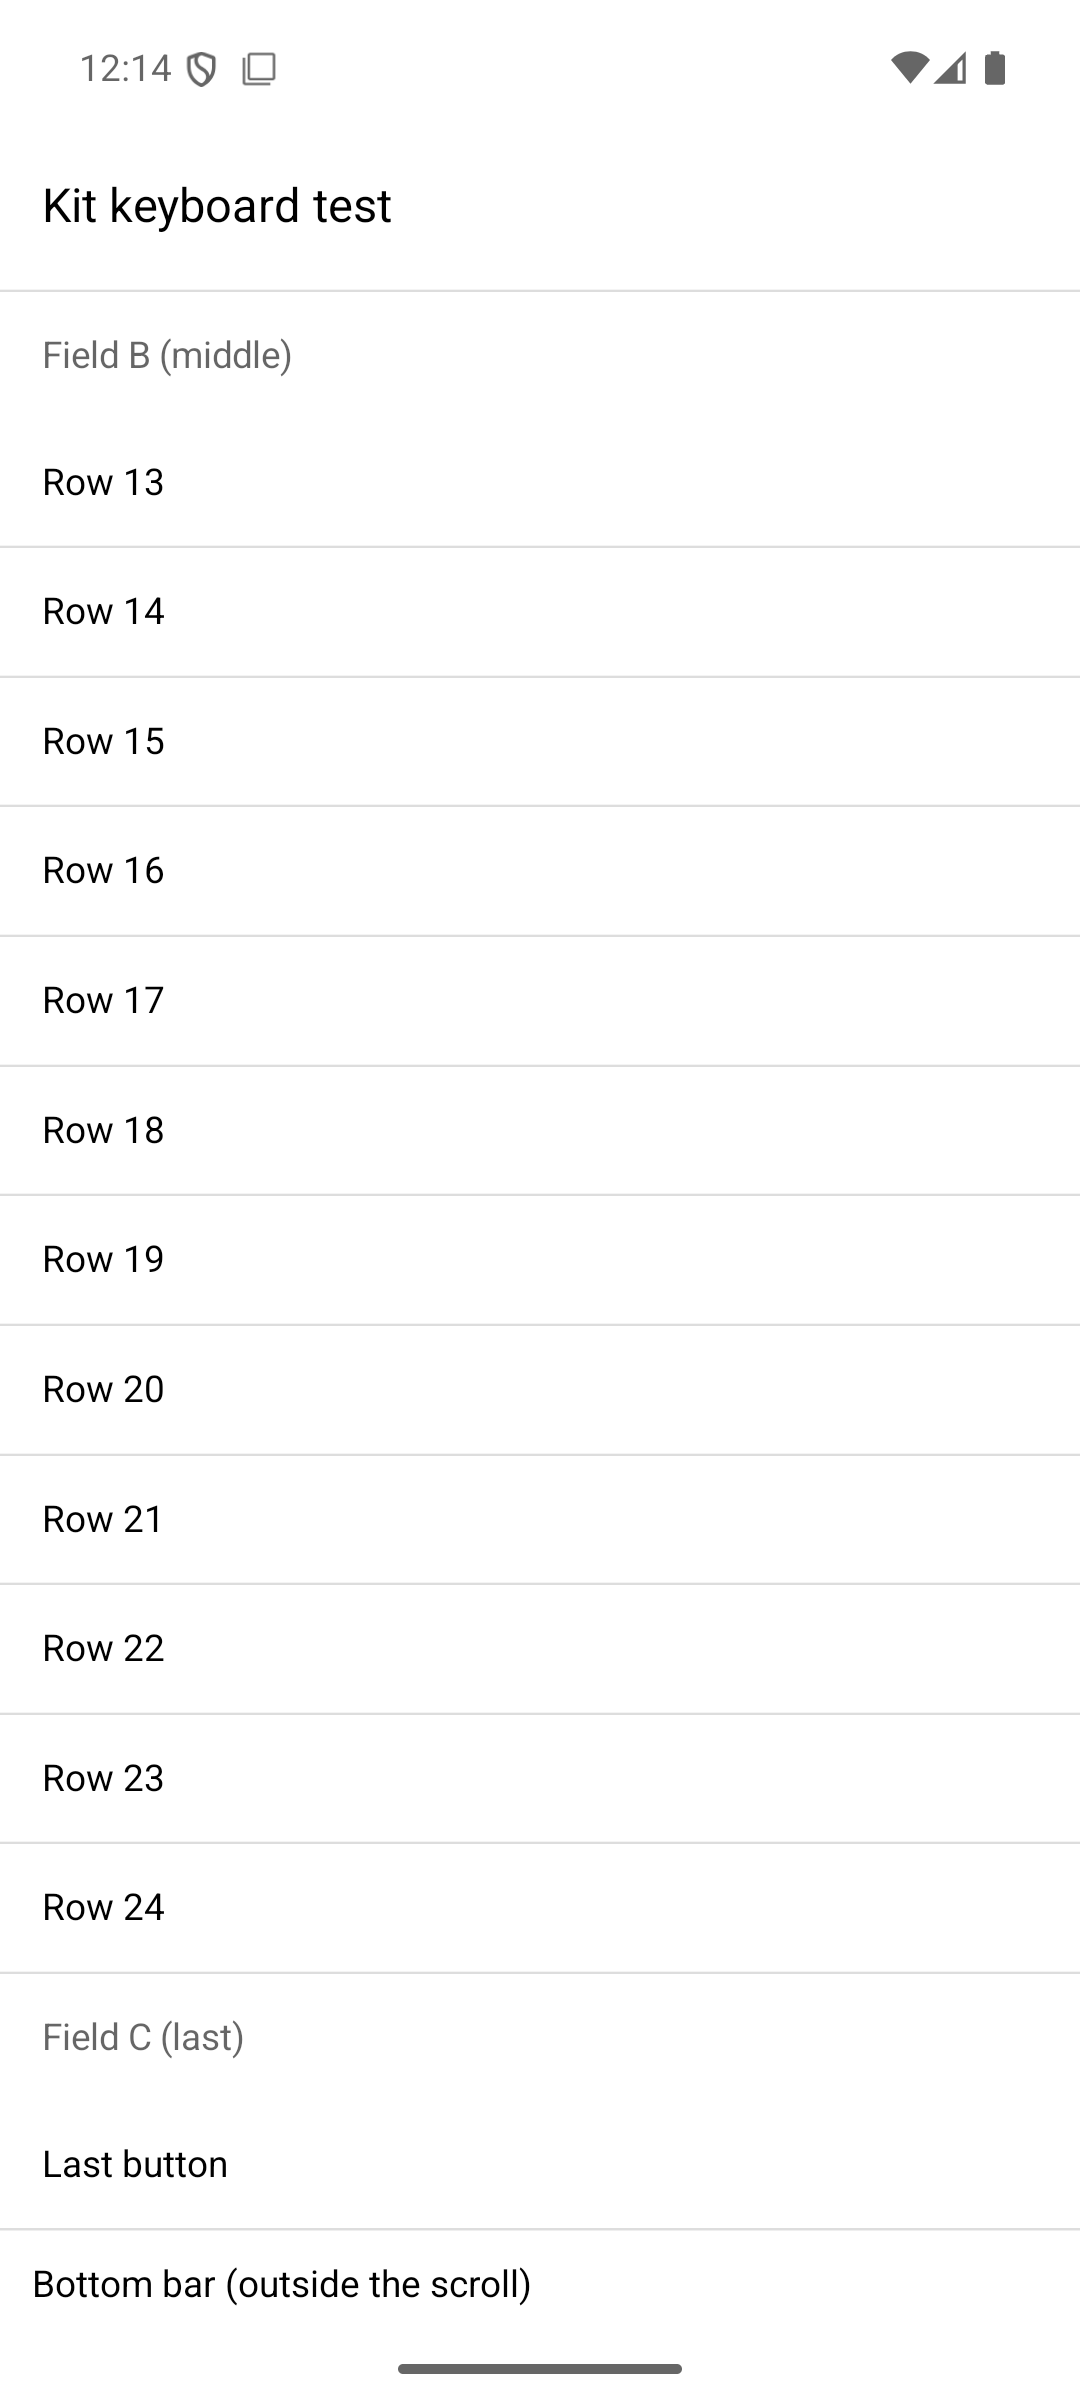 12:14
Kit keyboard test
Field B (middle)
Row 13
Row 14
Row 15
Row 16
Row 17
Row 18
Row 19
Row 20
Row 21
Row 22
Row 23
Row 24
Field C (last)
Last button
Bottom bar (outside the scroll)